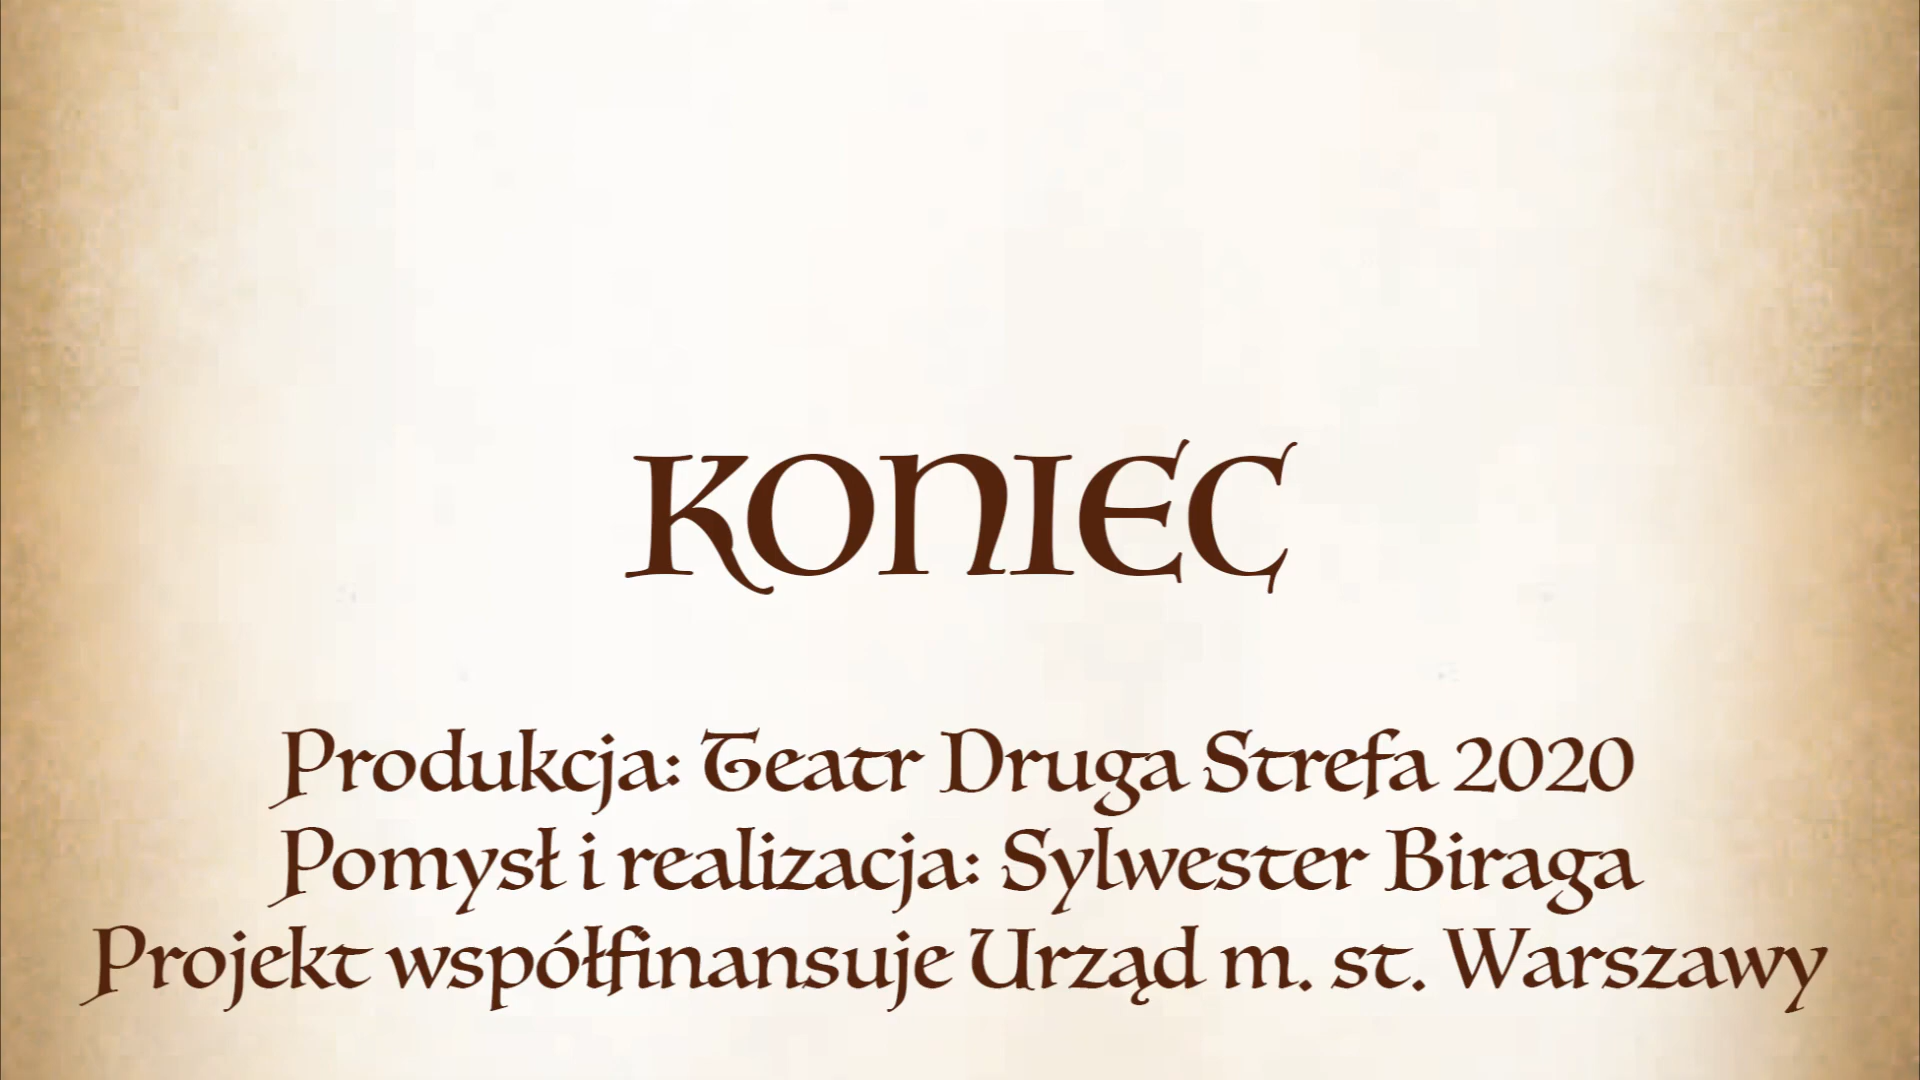 KONIEC
Produkcja: Teatr Druga Strefa 2020
Pomysł i realizacja: Sylwester Biraga
Projekt współfinansuje Urząd m. st. Warszawy